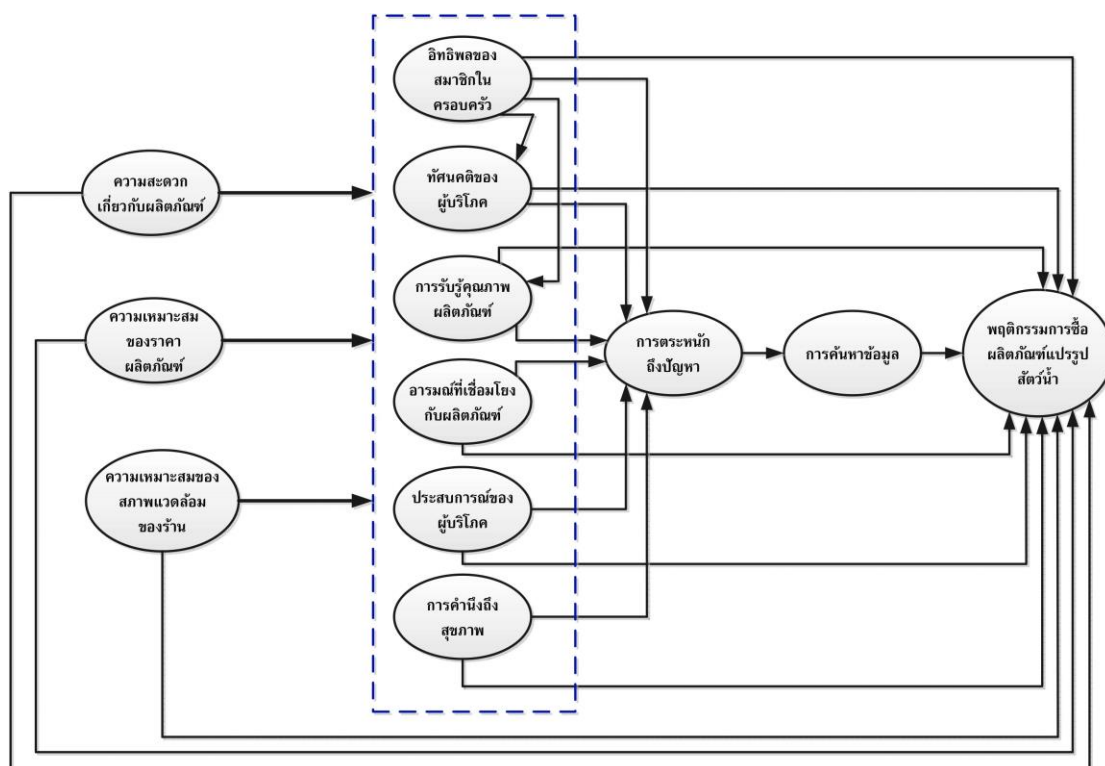 อิทธิพลของ
สมาชิกใน
ครอบครัว
ความสะดวก
เกี่ยวกับผลิตภัณฑ์
ทัศนคติของ
ผู้บริโภค
การรับรู้คุณภาพ
ผลิตภัณฑ์
ความเหมาะสม
ของราคา
ผลิตภัณฑ์
การตระหนัก
ถึงปัญหา
การค้นหาข้อมูล
พฤติกรรมการซื้อ
ผลิตภัณฑ์แปรรูป
สัตว์น้ำ
อารมณ์ที่เชื่อมโยง
กับผลิตภัณฑ์
ความเหมาะสมของ
สภาพแวดล้อม
ของร้าน
ประสบการณ์ของ
ผู้บริโภค
การคำนึงถึง
สุขภาพ